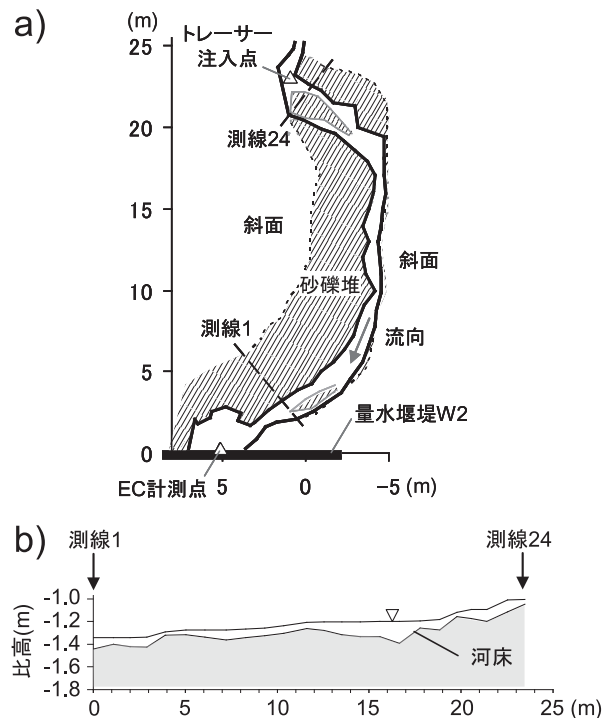 a)
(m)
25
20
15
10
5
0
トレーサー
注入点
測線24
斜面
斜面
砂礫堆
測線1
流向
量水堰堤W2
EC計測点
5
0
-5 (m)
b)
測線1
測線24
比高(m)
-1.0
-1.2
-1.4
-1.6
-1.8
河床
0
5
10
15
20
25
(m)